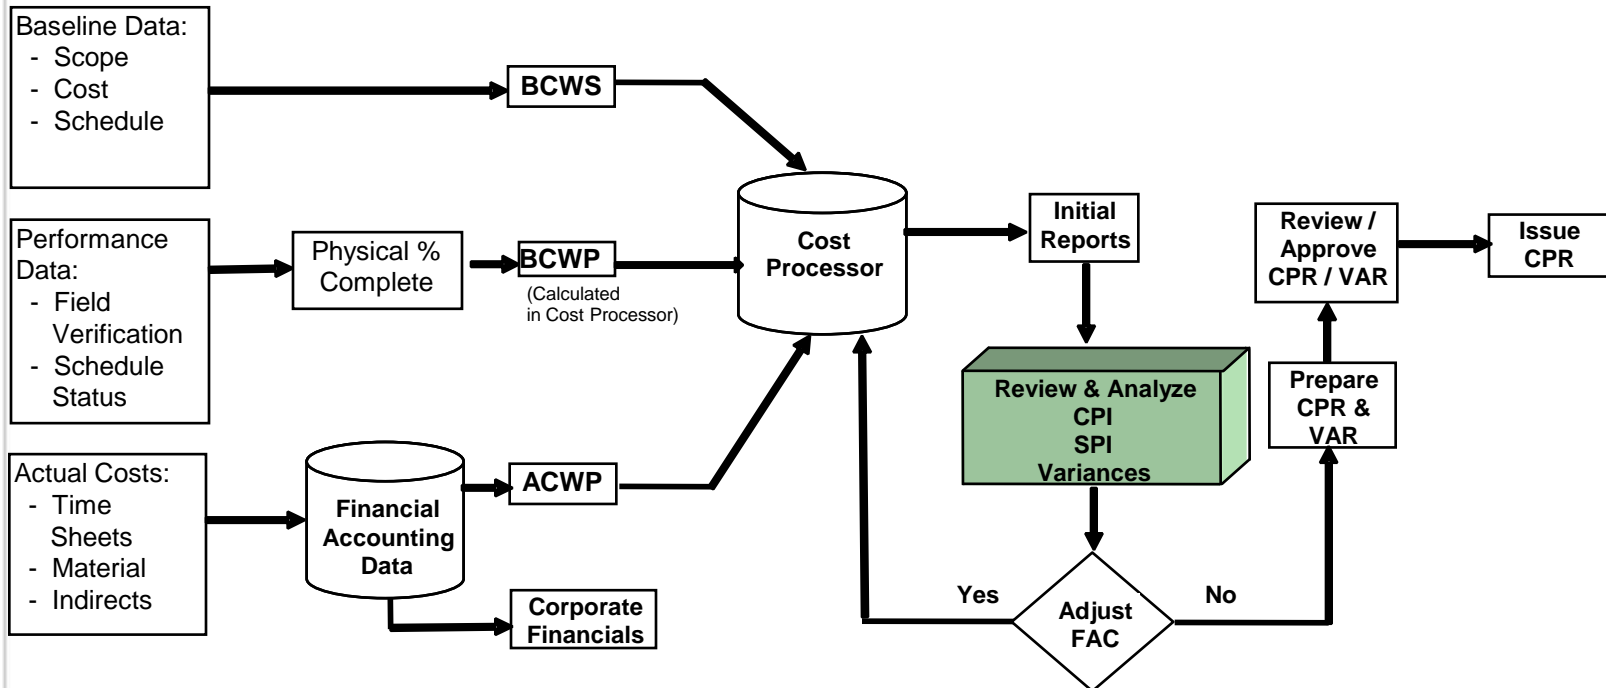 Baseline Data:
- Scope
- Cost
- Schedule
BCWS
Performance
Data:
- Field
Verification
- Schedule
Status
Physical %
Complete
BCWP
(Calculated
in Cost Processor)
Actual Costs:
- Time
Sheets
- Material
- Indirects
Financial
Accounting
Data
ACWP
Corporate
Financials
Cost
Processor
Initial
Reports
Review & Analyze
CPI
SPI
Variances
Adjust
FAC
Yes
No
Prepare
CPR &
VAR
Review /
Approve
CPR / VAR
Issue
CPR